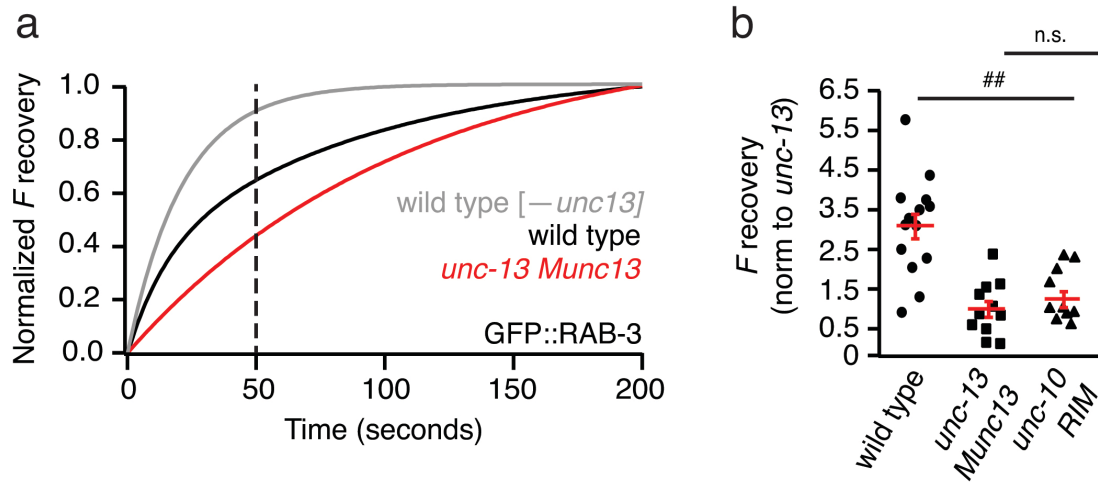 a
Normalized F recovery
1.0
0.8
0.6
0.4
0.2
0.0
wild type [—unc13]
wild type
unc-13 Munc13
GFP::RAB-3
0
50
100
150
200
Time (seconds)
b
n.s.
##
F recovery
(norm to unc-13)
6.5
5.5
4.5
3.5
2.5
1.5
0.5
0
wild type
unc-13
Munc13
unc-10
RIM